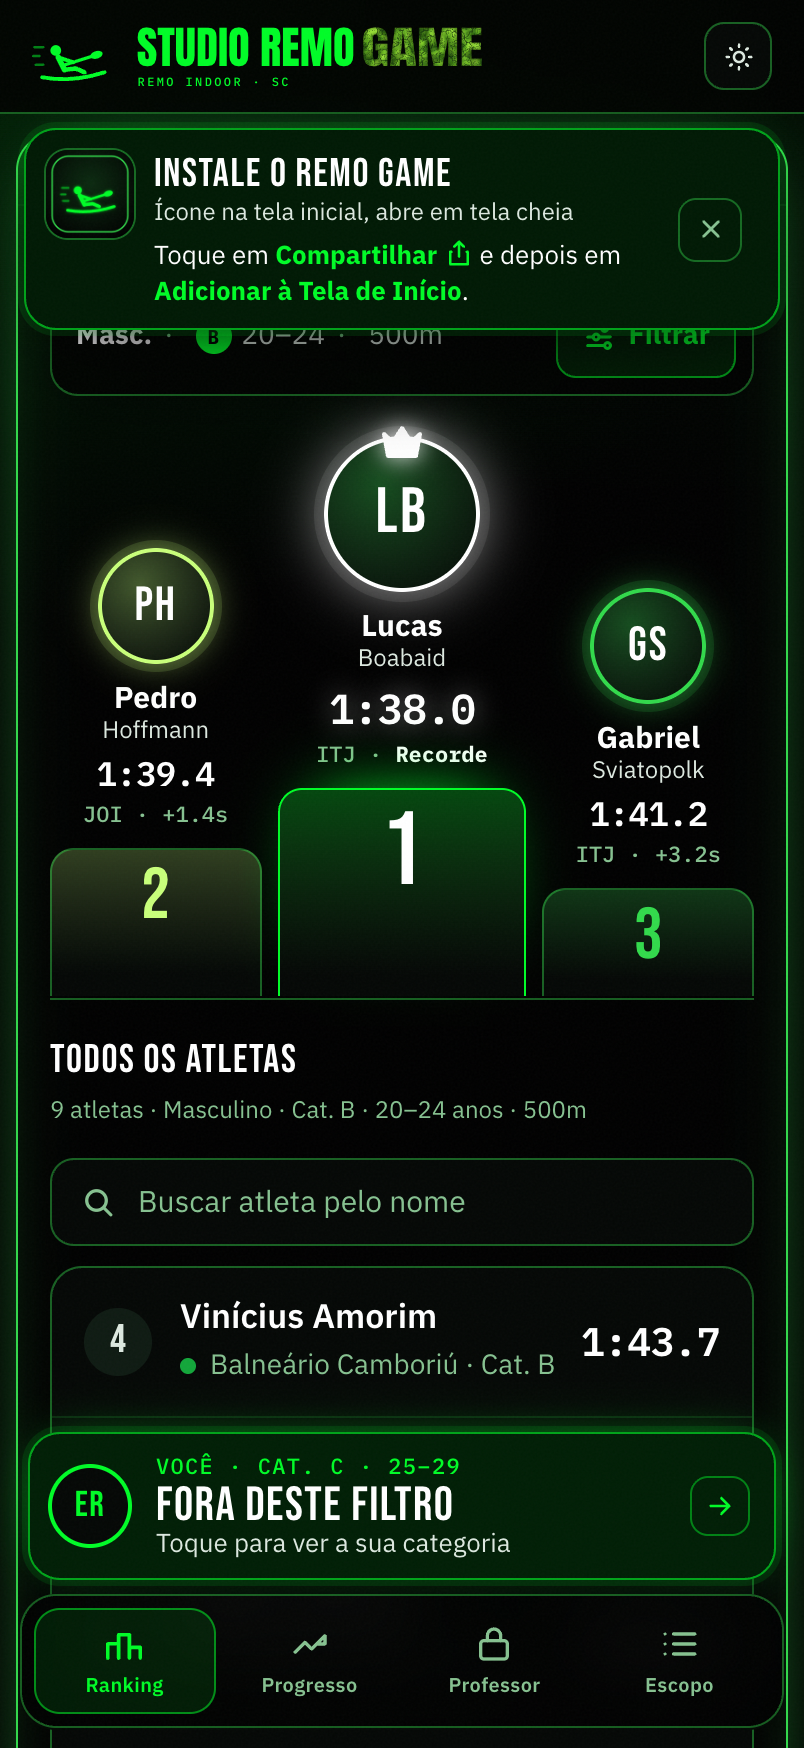 STUDIO REMO GAME
REMO INDOOR · SC
INSTALE O REMO GAME
Ícone na tela inicial, abre em tela cheia
Toque em Compartilhar e depois em
Adicionar à Tela de Início.
Masc. · B 20–24 · 500m
Filtrar
LB
Lucas
Boabaid
1:38.0
ITJ · Recorde
PH
Pedro
Hoffmann
1:39.4
JOI · +1.4s
GS
Gabriel
Sviatopolk
1:41.2
ITJ · +3.2s
2
1
3
TODOS OS ATLETAS
9 atletas · Masculino · Cat. B · 20–24 anos · 500m
Buscar atleta pelo nome
4
Vinícius Amorim
Balneário Camboriú · Cat. B
1:43.7
ER
VOCÊ · CAT. C · 25–29
FORA DESTE FILTRO
Toque para ver a sua categoria
Ranking
Progresso
Professor
Escopo